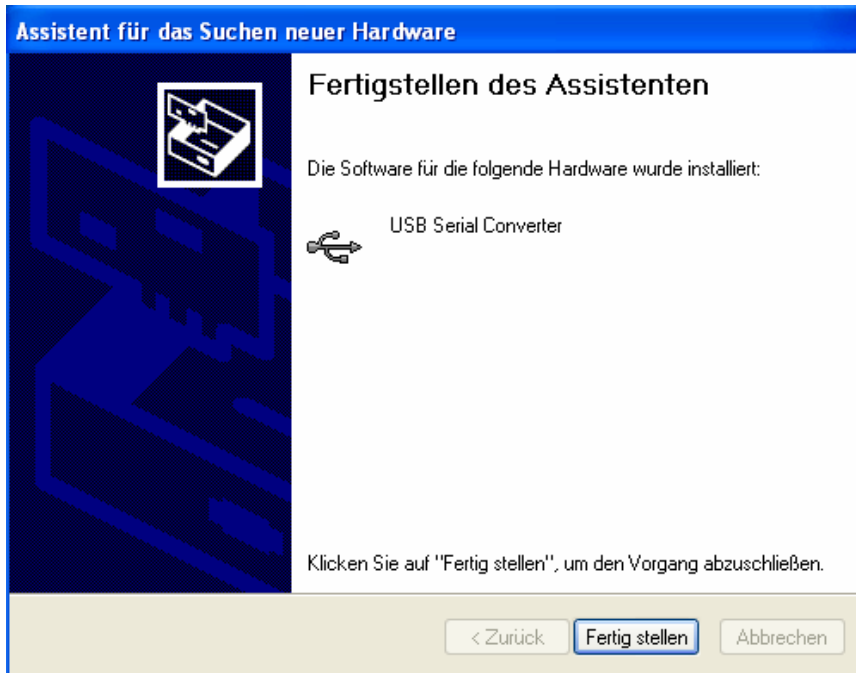 Assistent für das Suchen neuer Hardware
Fertigstellen des Assistenten
Die Software für die folgende Hardware wurde installiert:
USB Serial Converter
Klicken Sie auf "Fertig stellen", um den Vorgang abzuschließen.
< Zurück Fertig stellen Abbrechen